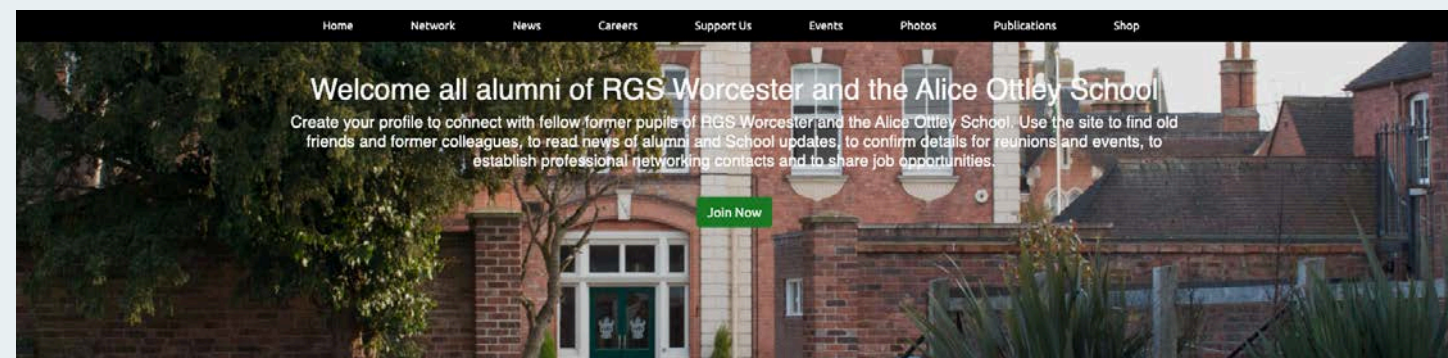 Home Network News Careers Support Us Events Photos Publications Shop
Welcome all alumni of RGS Worcester and the Alice Ottley School
Create your profile to connect with fellow former pupils of RGS Worcester and the Alice Ottley School. Use the site to find old
friends and former colleagues, to read news of alumni and School updates, to confirm details for reunions and events, to
establish professional networking contacts and to share job opportunities.
Join Now